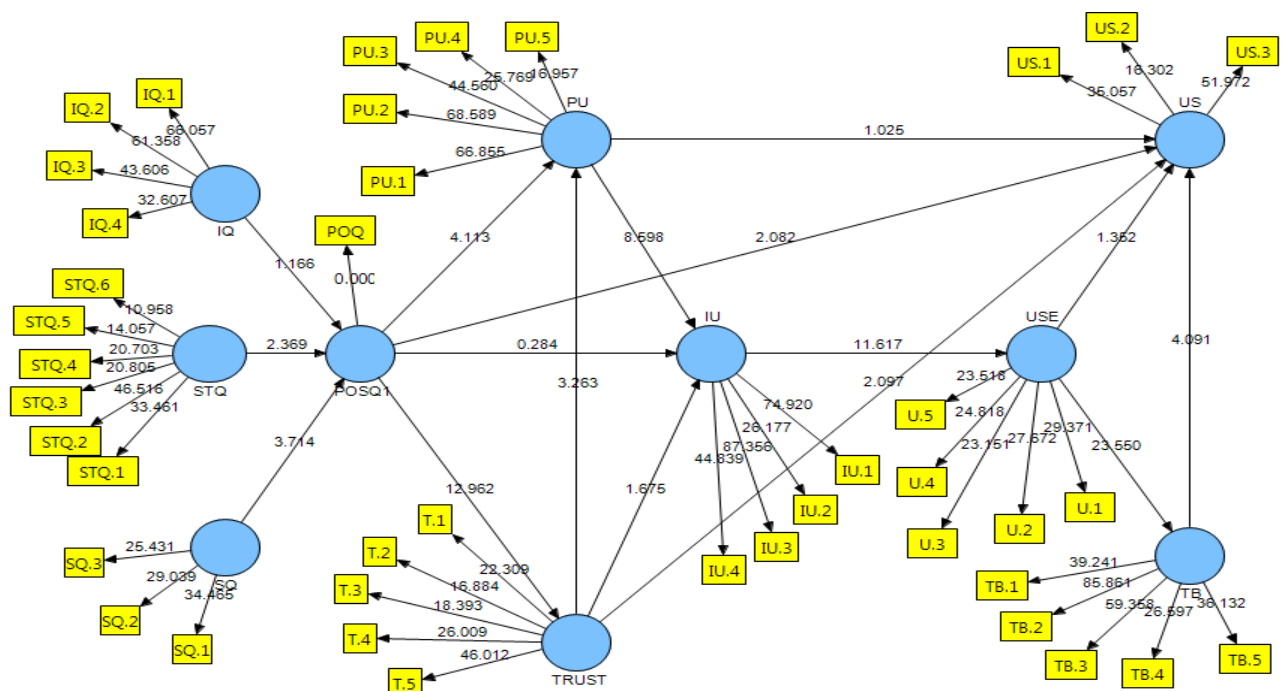 PU.4
PU.5
PU.3
25.769
16.957
44.560
PU
PU.2
68.589
66.855
PU.1
US.2
US.1
US.3
16.302
51.972
35.057
US
IQ.1
IQ.2
66.057
61.358
IQ.3
43.606
32.607
IQ.4
IQ
1.025
POQ
0.000
4.113
8.598
2.082
1.352
1.166
STQ.6
10.958
STQ.5
14.057
STQ.4
20.703
20.805
STQ.3
46.516
33.461
STQ.2
STQ.1
STQ
2.369
POSQ1
0.284
IU
11.617
USE
4.091
3.263
2.097
3.714
74.920
26.177
87.356
44.839
IU.1
IU.2
IU.3
IU.4
23.518
U.5
24.818
29.371
23.151
27.672
23.550
U.4
U.1
U.2
U.3
12.962
1.675
SQ.3
25.431
29.039
34.465
SQ
SQ.2
SQ.1
T.1
T.2
22.309
T.3
16.884
18.393
T.4
26.009
46.012
T.5
TRUST
39.241
TB.1
85.861
TB
59.358
36.132
26.597
TB.2
TB.3
TB.4
TB.5